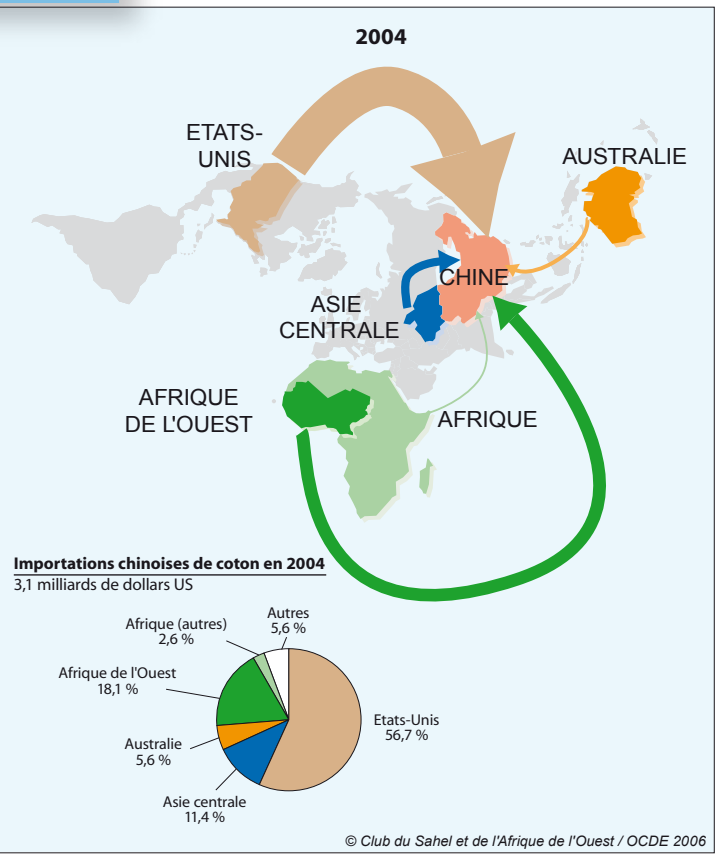 2004
ETATS-
UNIS
AUSTRALIE
CHINE
ASIE
CENTRALE
AFRIQUE
DE L'OUEST
AFRIQUE
Importations chinoises de coton en 2004
3,1 milliards de dollars US
Autres
5,6 %
Afrique (autres)
2,6 %
Afrique de l'Ouest
18,1 %
Etats-Unis
56,7 %
Australie
5,6 %
Asie centrale
11,4 %
© Club du Sahel et de l'Afrique de l'Ouest / OCDE 2006